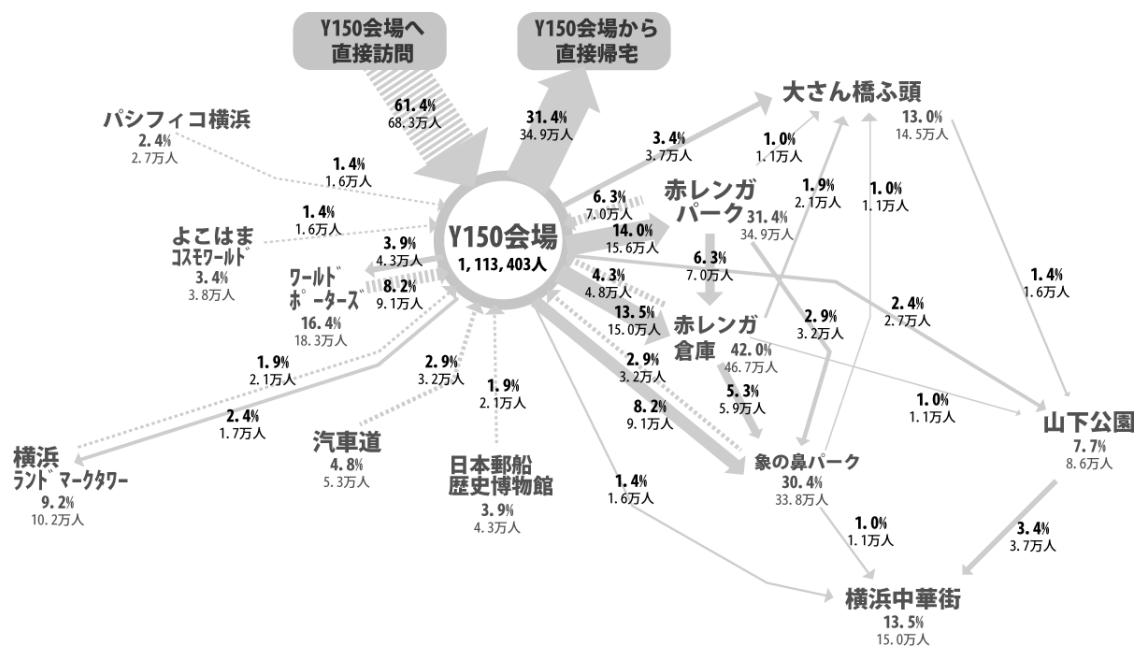 Y150会場へ
直接訪問
Y150会場から
直接帰宅
61.4%
68.3万人
31.4%
34.9万人
パシフィコ横浜
2.4%
2.7万人
1.4%
1.6万人
よこはま
コスモワールド
3.4%
3.8万人
1.4%
1.6万人
ワールド
ポーターズ
16.4%
18.3万人
3.9%
4.3万人
8.2%
9.1万人
Y150会場
1,113,403人
3.4%
3.7万人
大さん橋ふ頭
13.0%
14.5万人
1.0%
1.1万人
6.3%
7.0万人
赤レンガ
パーク
31.4%
34.9万人
14.0%
15.6万人
1.9%
2.1万人
1.0%
1.1万人
6.3%
7.0万人
4.3%
4.8万人
13.5%
15.0万人
赤レンガ
倉庫
42.0%
46.7万人
2.9%
3.2万人
2.4%
2.7万人
1.4%
1.6万人
1.9%
2.1万人
2.4%
1.7万人
横浜
ランドマークタワー
9.2%
10.2万人
2.9%
3.2万人
汽車道
4.8%
5.3万人
1.9%
2.1万人
日本郵船
歴史博物館
3.9%
4.3万人
2.9%
3.2万人
8.2%
9.1万人
5.3%
5.9万人
1.0%
1.1万人
象の鼻パーク
30.4%
33.8万人
山下公園
7.7%
8.6万人
1.4%
1.6万人
1.0%
1.1万人
3.4%
3.7万人
横浜中華街
13.5%
15.0万人